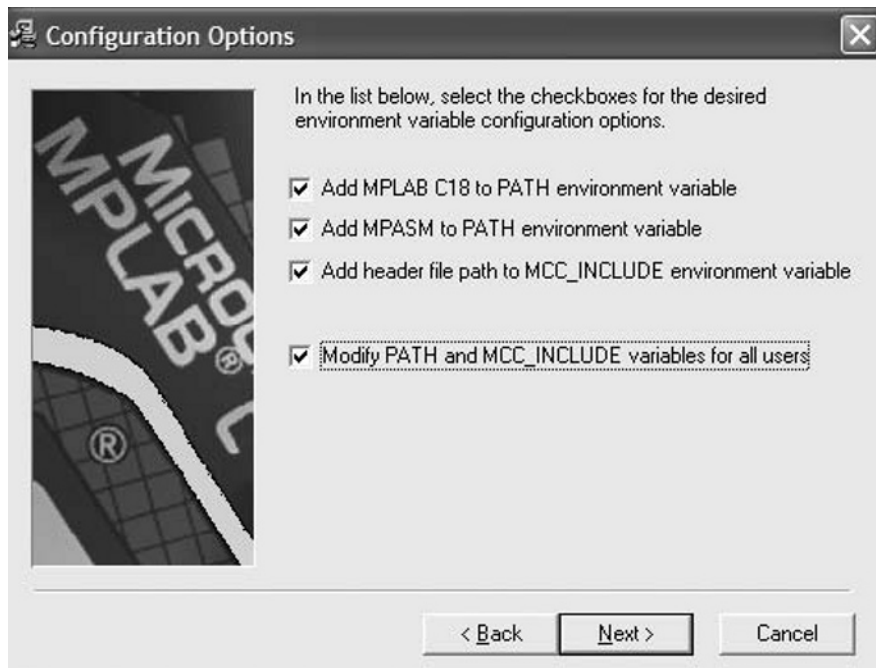 Configuration Options
In the list below, select the checkboxes for the desired
environment variable configuration options.
Add MPLAB C18 to PATH environment variable
Add MPASM to PATH environment variable
Add header file path to MCC_INCLUDE environment variable
Modify PATH and MCC_INCLUDE variables for all users
MICRO
MPLAB® C
®
< Back
Next >
Cancel